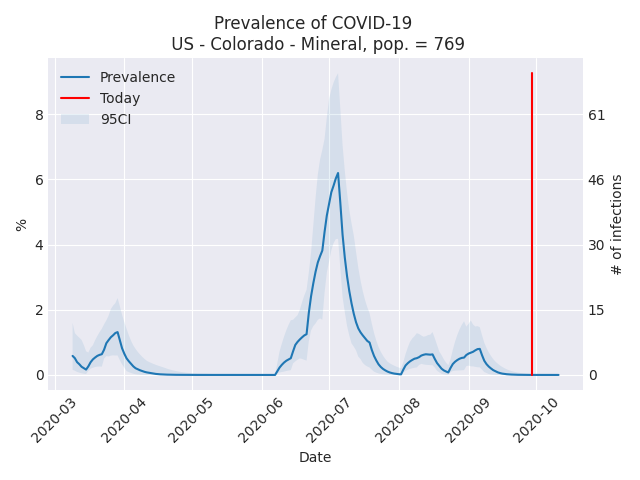 Prevalence of COVID-19
US - Colorado - Mineral, pop. = 769
Prevalence
Today
95CI
8
6
4
2
0
%
61
46
30
15
0
# of infections
2020-03
2020-04
2020-05
2020-06
2020-07
2020-08
2020-09
2020-10
Date